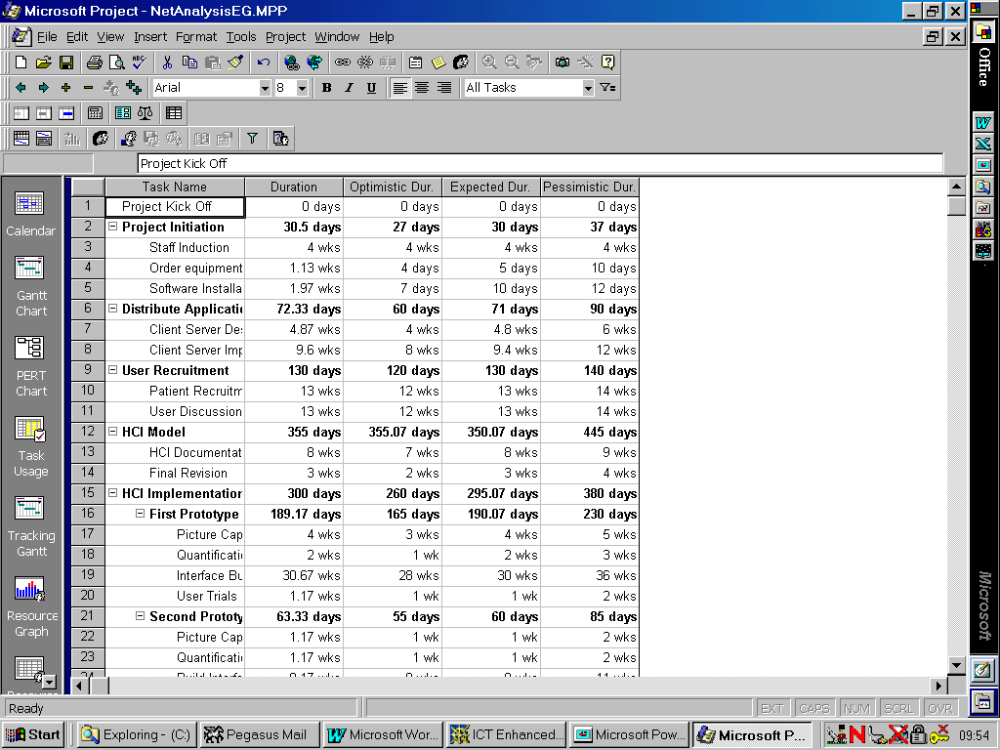 Microsoft Project - NetAnalysisEG.MPP
File Edit View Insert Format Tools Project Window Help
Arial 8 B I U All Tasks
Project Kick Off
Task Name Duration Optimistic Dur. Expected Dur. Pessimistic Dur.
1 Project Kick Off 0 days 0 days 0 days 0 days
2 Project Initiation 30.5 days 27 days 30 days 37 days
3 Staff Induction 4 wks 4 wks 4 wks 4 wks
4 Order equipment 1.13 wks 4 days 5 days 10 days
5 Software Installa 1.97 wks 7 days 10 days 12 days
6 Distribute Applicati 72.33 days 60 days 71 days 90 days
7 Client Server De 4.87 wks 4 wks 4.8 wks 6 wks
8 Client Server Imp 9.6 wks 8 wks 9.4 wks 12 wks
9 User Recruitment 130 days 120 days 130 days 140 days
10 Patient Recruitm 13 wks 12 wks 13 wks 14 wks
11 User Discussion 13 wks 12 wks 13 wks 14 wks
12 HCI Model 355 days 355.07 days 350.07 days 445 days
13 HCI Documentat 8 wks 7 wks 8 wks 9 wks
14 Final Revision 3 wks 2 wks 3 wks 4 wks
15 HCI Implementation 300 days 260 days 295.07 days 380 days
16 First Prototype 189.17 days 165 days 190.07 days 230 days
17 Picture Cap 4 wks 3 wks 4 wks 5 wks
18 Quantificati 2 wks 1 wk 2 wks 3 wks
19 Interface Bu 30.67 wks 28 wks 30 wks 36 wks
20 User Trials 1.17 wks 1 wk 1 wk 2 wks
21 Second Prototy 63.33 days 55 days 60 days 85 days
22 Picture Cap 1.17 wks 1 wk 1 wk 2 wks
23 Quantificati 1.17 wks 1 wk 1 wk 2 wks
Calendar
Gantt
Chart
PERT
Chart
Task
Usage
Tracking
Gantt
Resource
Graph
Office
Microsoft
Ready EXT CAPS NUM SCRL OVR
Start Exploring - (C:) Pegasus Mail Microsoft Wor... ICT Enhanced... Microsoft Pow... Microsoft P... 09:54